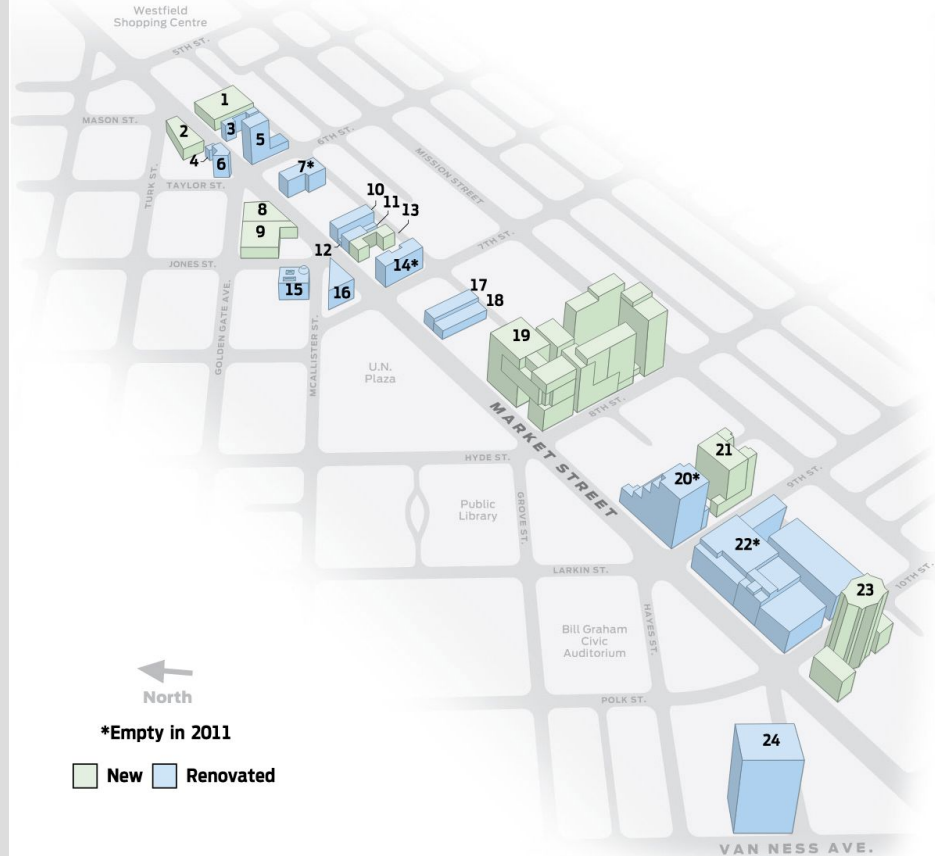 Westfield
Shopping Centre
5TH ST.
MASON ST.
1
2
3
5
4
6
6TH ST.
TURK ST.
TAYLOR ST.
7*
MISSION STREET
8
9
10
11
13
12
14*
7TH ST.
JONES ST.
15
16
GOLDEN GATE AVE.
MCALLISTER ST.
17
18
19
U.N.
Plaza
8TH ST.
MARKET STREET
HYDE ST.
21
20*
9TH ST.
Public
Library
GROVE ST.
22*
LARKIN ST.
10TH ST.
23
HAYES ST.
Bill Graham
Civic
Auditorium
North
POLK ST.
*Empty in 2011
24
New
Renovated
VAN NESS AVE.